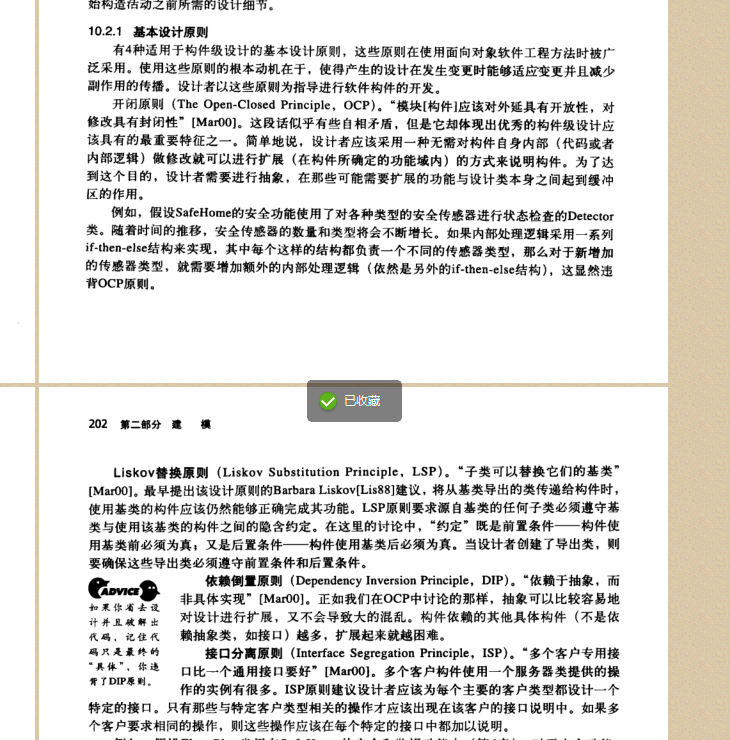 始构造活动之前所需的设计细节。
10.2.1 基本设计原则
有4种适用于构件级设计的基本设计原则，这些原则在使用面向对象软件工程方法时被广
泛采用。使用这些原则的根本动机在于，使得产生的设计在发生变更时能够适应变更并且减少
副作用的传播。设计者以这些原则为指导进行软件构件的开发。
开闭原则（The Open-Closed Principle，OCP）。“模块[构件]应该对外延具有开放性，对
修改具有封闭性”[Mar00]。这段话似乎有些自相矛盾，但是它却体现出优秀的构件级设计应
该具有的最重要特征之一。简单地说，设计者应该采用一种无需对构件自身内部（代码或者
内部逻辑）做修改就可以进行扩展（在构件所确定的功能域内）的方式来说明构件。为了达
到这个目的，设计者需要进行抽象，在那些可能需要扩展的功能与设计类本身之间起到缓冲
区的作用。
例如，假设SafeHome的安全功能使用了对各种类型的安全传感器进行状态检查的Detector
类。随着时间的推移，安全传感器的数量和类型将会不断增长。如果内部处理逻辑采用一系列
if-then-else结构来实现，其中每个这样的结构都负责一个不同的传感器类型，那么对于新增加
的传感器类型，就需要增加额外的内部处理逻辑（依然是另外的if-then-else结构），这显然违
背OCP原则。
已收藏
202 第二部分 建 模
Liskov替换原则（Liskov Substitution Principle，LSP）。“子类可以替换它们的基类”
[Mar00]。最早提出该设计原则的Barbara Liskov[Lis88]建议，将从基类导出的类传递给构件时，
使用基类的构件应该仍然能够正确完成其功能。LSP原则要求源自基类的任何子类必须遵守基
类与使用该基类的构件之间的隐含约定。在这里的讨论中，“约定”既是前置条件——构件使
用基类前必须为真；又是后置条件——构件使用基类后必须为真。当设计者创建了导出类，则
要确保这些导出类必须遵守前置条件和后置条件。
ADVICE
如果你省去设
计并且破解出
代码，记住代
码只是最终的
“具体”，你违
背了DIP原则。
依赖倒置原则（Dependency Inversion Principle，DIP）。“依赖于抽象，而
非具体实现”[Mar00]。正如我们在OCP中讨论的那样，抽象可以比较容易地
对设计进行扩展，又不会导致大的混乱。构件依赖的其他具体构件（不是依
赖抽象类，如接口）越多，扩展起来就越困难。
接口分离原则（Interface Segregation Principle，ISP）。“多个客户专用接
口比一个通用接口要好”[Mar00]。多个客户构件使用一个服务器类提供的操
作的实例有很多。ISP原则建议设计者应该为每个主要的客户类型都设计一个
特定的接口。只有那些与特定客户类型相关的操作才应该出现在该客户的接口说明中。如果多
个客户要求相同的操作，则这些操作应该在每个特定的接口中都加以说明。